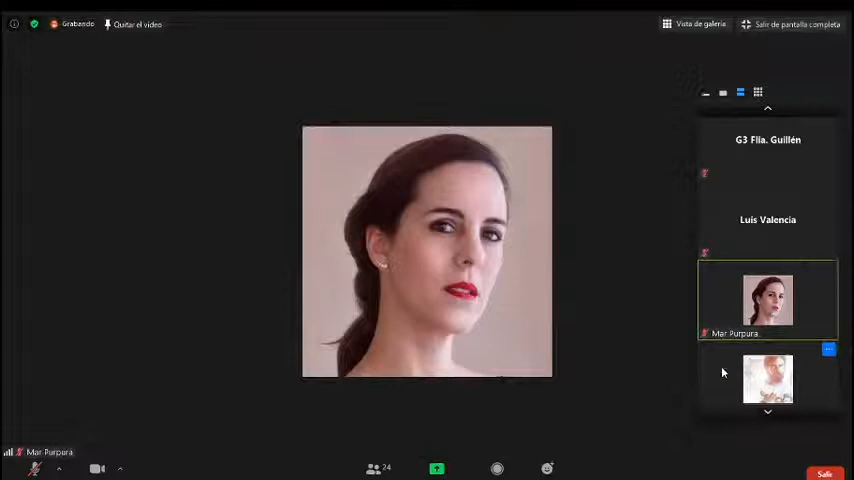 Grabando
Quitar el video
Vista de galería
Salir de pantalla completa
G3 Flía. Guillén
Luis Valencia
Mar Purpura
Mar Purpura
24
Salir